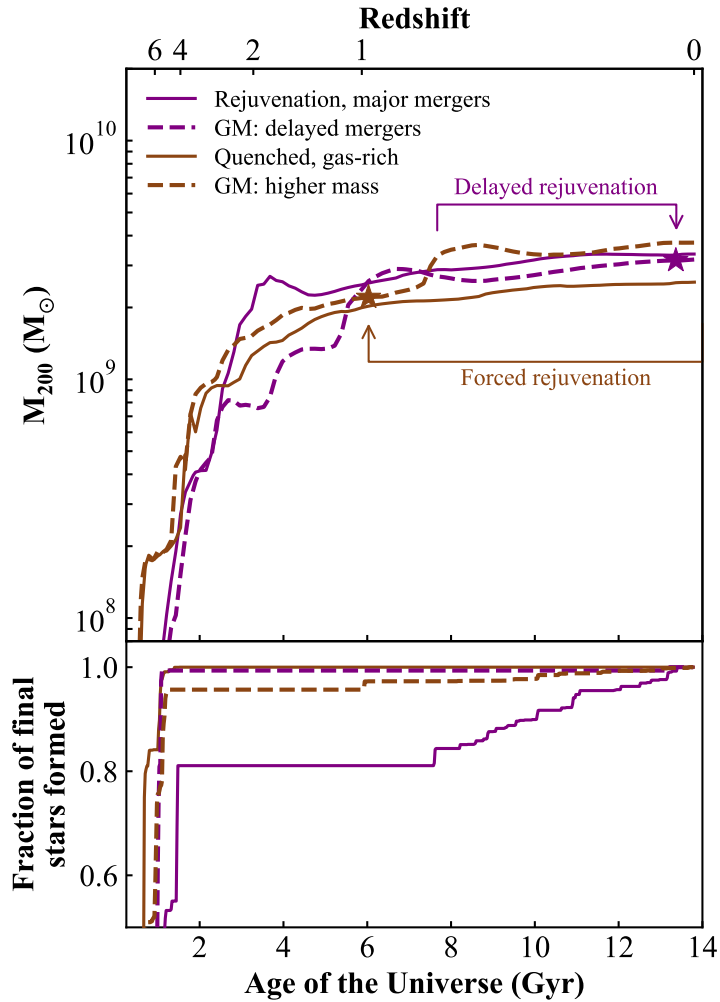 Redshift
6 4 2 1 0
Rejuvenation, major mergers
GM: delayed mergers
Quenched, gas-rich
GM: higher mass
10^10
Delayed rejuvenation
10^9
Forced rejuvenation
10^8
M_200 (M_⊙)
1.0
0.8
0.6
Fraction of final
stars formed
2 4 6 8 10 12 14
Age of the Universe (Gyr)